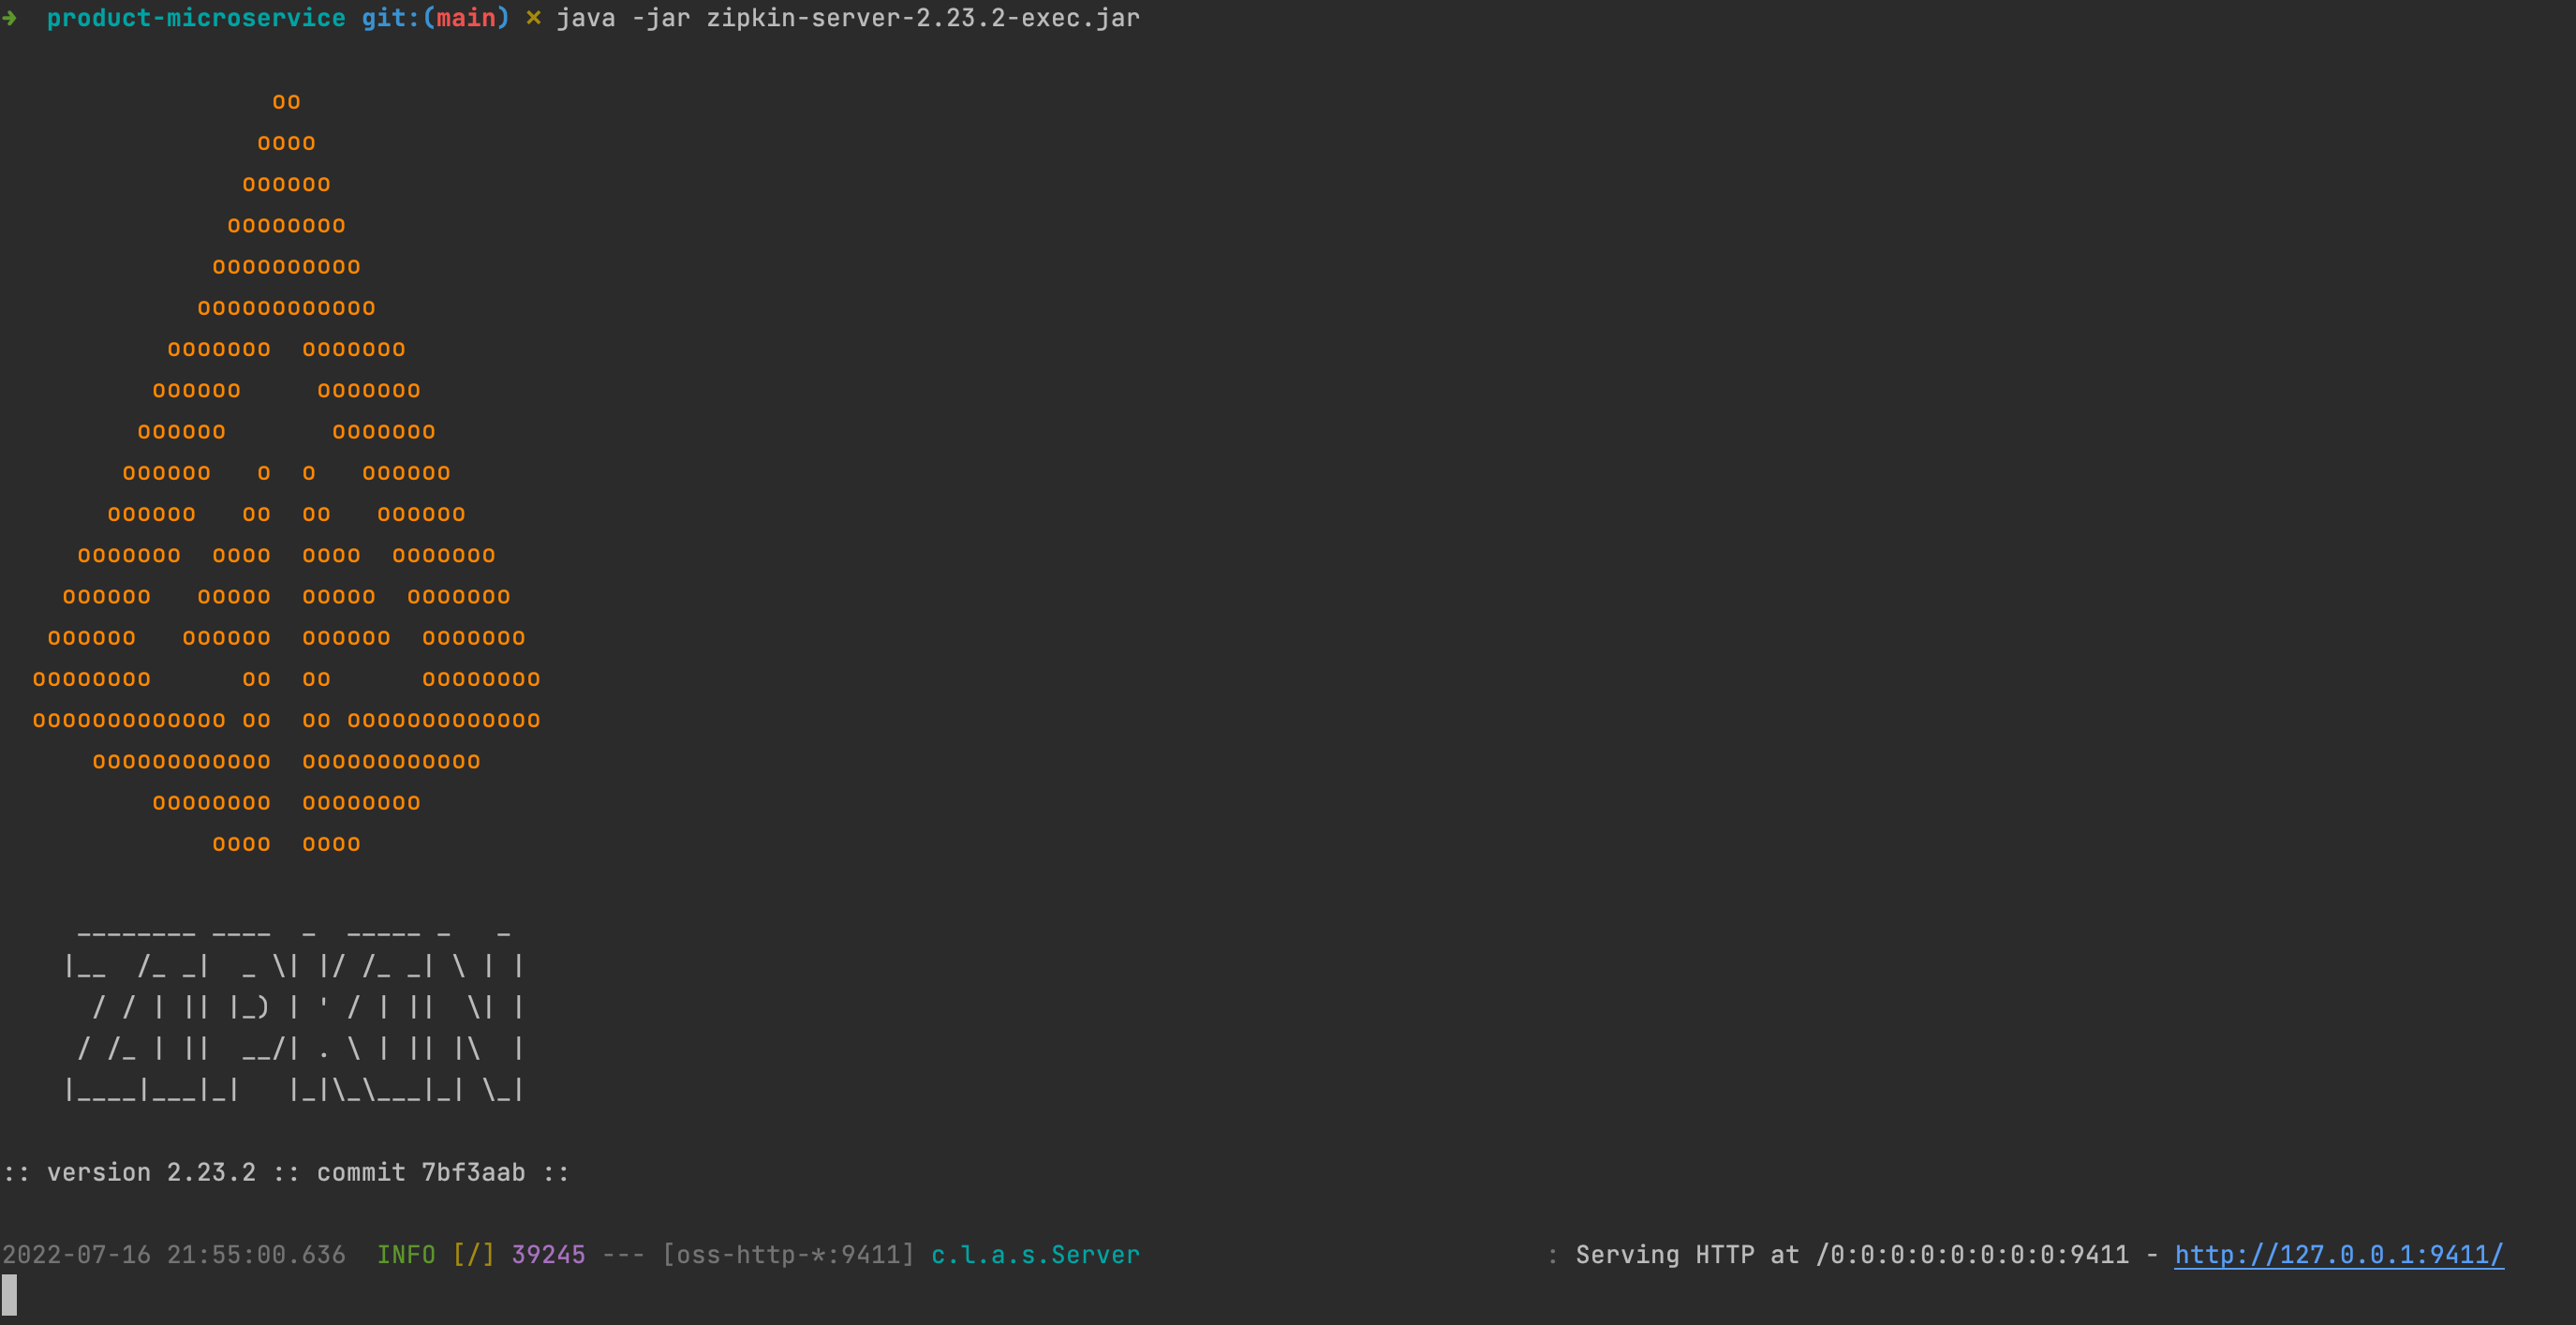 ➜  product-microservice git:(main) ✗ java -jar zipkin-server-2.23.2-exec.jar

                  oo
                 oooo
                oooooo
               oooooooo
              oooooooooo
             oooooooooooo
           ooooooo  ooooooo
          oooooo     ooooooo
         oooooo       ooooooo
        oooooo   o  o   oooooo
       oooooo   oo  oo   oooooo
     ooooooo  oooo  oooo  ooooooo
    oooooo   ooooo  ooooo  ooooooo
   oooooo   oooooo  oooooo  ooooooo
  oooooooo      oo  oo      oooooooo
  ooooooooooooo oo  oo ooooooooooooo
      oooooooooooo  oooooooooooo
          oooooooo  oooooooo
              oooo  oooo

     ________ ____  _  _____ _   _
    |__  /_ _|  _ \| |/ /_ _| \ | |
      / / | || |_) | ' / | ||  \| |
     / /_ | ||  __/| . \ | || |\  |
    |____|___|_|   |_|\_\___|_| \_|

:: version 2.23.2 :: commit 7bf3aab ::

2022-07-16 21:55:00.636  INFO [/] 39245 --- [oss-http-*:9411] c.l.a.s.Server                           : Serving HTTP at /0:0:0:0:0:0:0:0:9411 - http://127.0.0.1:9411/